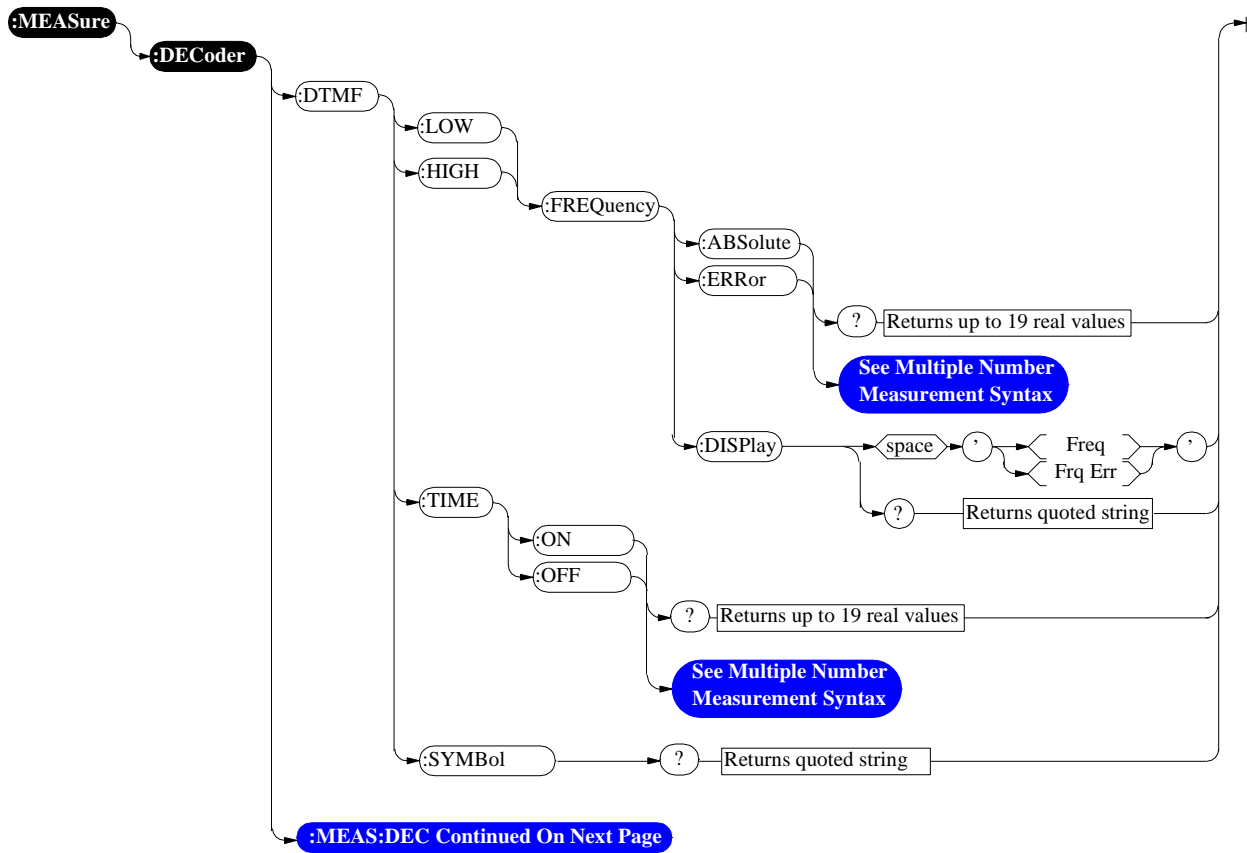 :MEASure
:DECoder
:DTMF
:LOW
:HIGH
:FREQuency
:ABSolute
:ERRor
? Returns up to 19 real values
See Multiple Number
Measurement Syntax
:DISPlay space ' Freq '
Frq Err
? Returns quoted string
:TIME
:ON
:OFF
? Returns up to 19 real values
See Multiple Number
Measurement Syntax
:SYMBol ? Returns quoted string
:MEAS:DEC Continued On Next Page